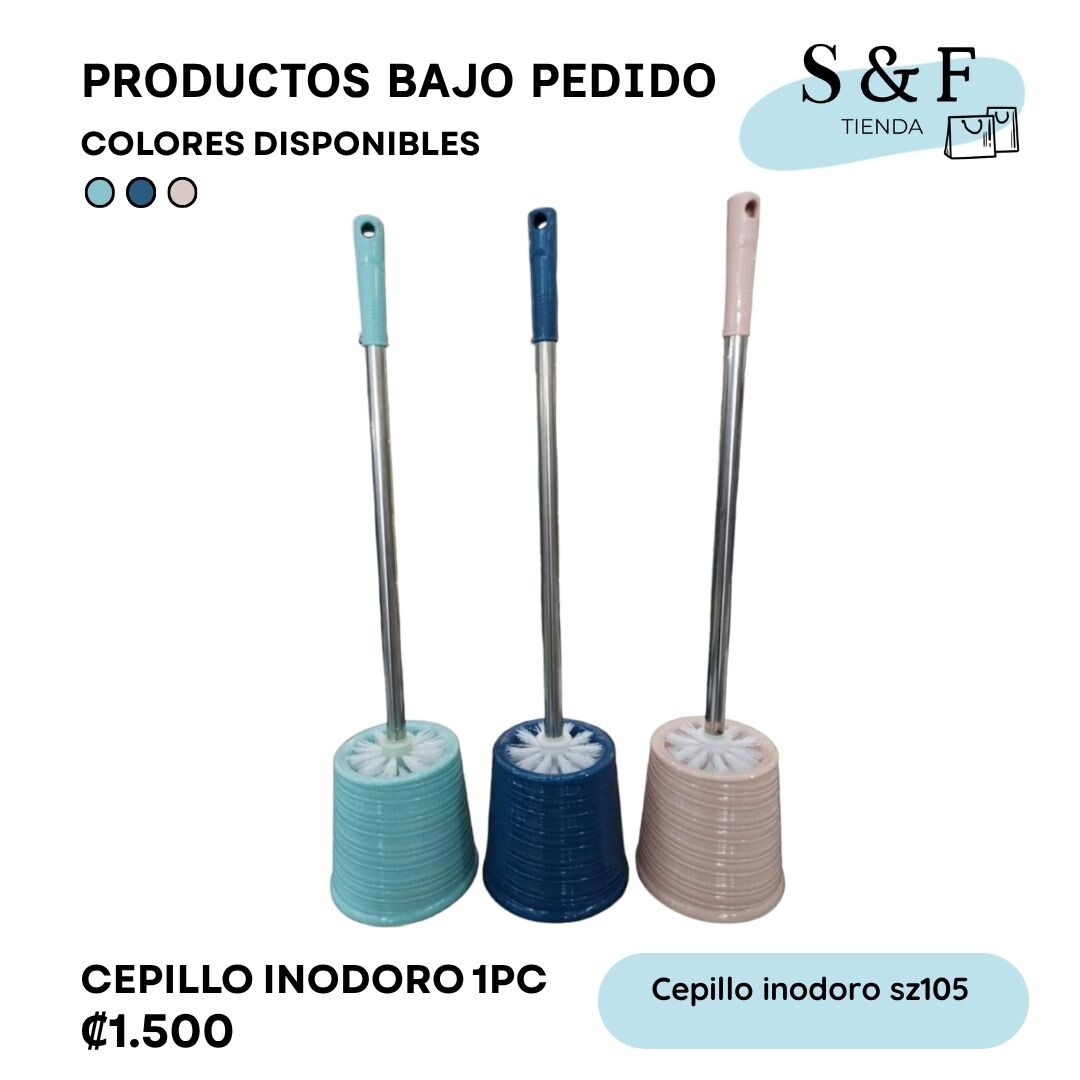 PRODUCTOS BAJO PEDIDO
COLORES DISPONIBLES
S & F
TIENDA
CEPILLO INODORO 1PC
₡1.500
Cepillo inodoro sz105